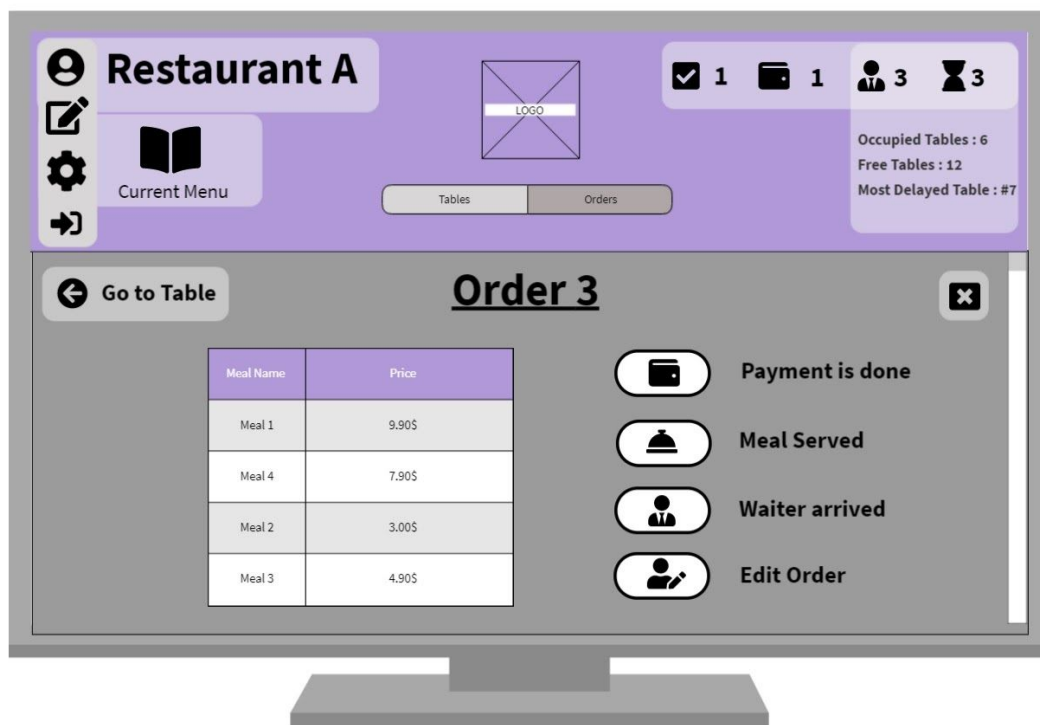 Restaurant A
1
1
3
3
LOGO
Occupied Tables : 6
Free Tables : 12
Most Delayed Table : #7
Current Menu
Tables
Orders
Go to Table
Order 3
Meal Name Price
Meal 1 9.90$
Meal 4 7.90$
Meal 2 3.00$
Meal 3 4.90$
Payment is done
Meal Served
Waiter arrived
Edit Order